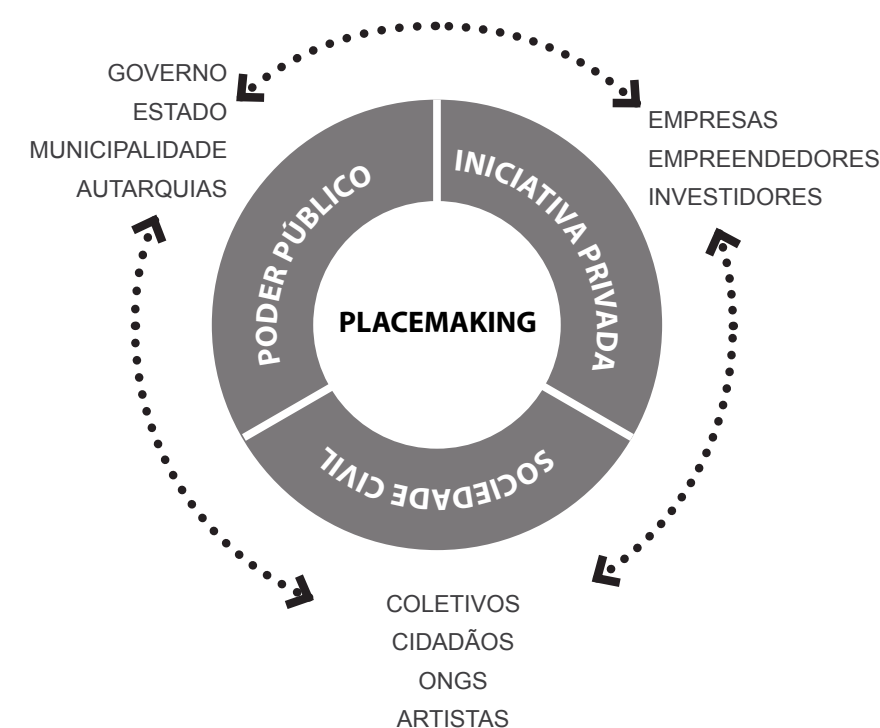 GOVERNO
ESTADO
MUNICIPALIDADE
AUTARQUIAS
EMPRESAS
EMPREENDEDORES
INVESTIDORES
PODER PÚBLICO
INICIATIVA PRIVADA
PLACEMAKING
SOCIEDADE CIVIL
COLETIVOS
CIDADÃOS
ONGS
ARTISTAS